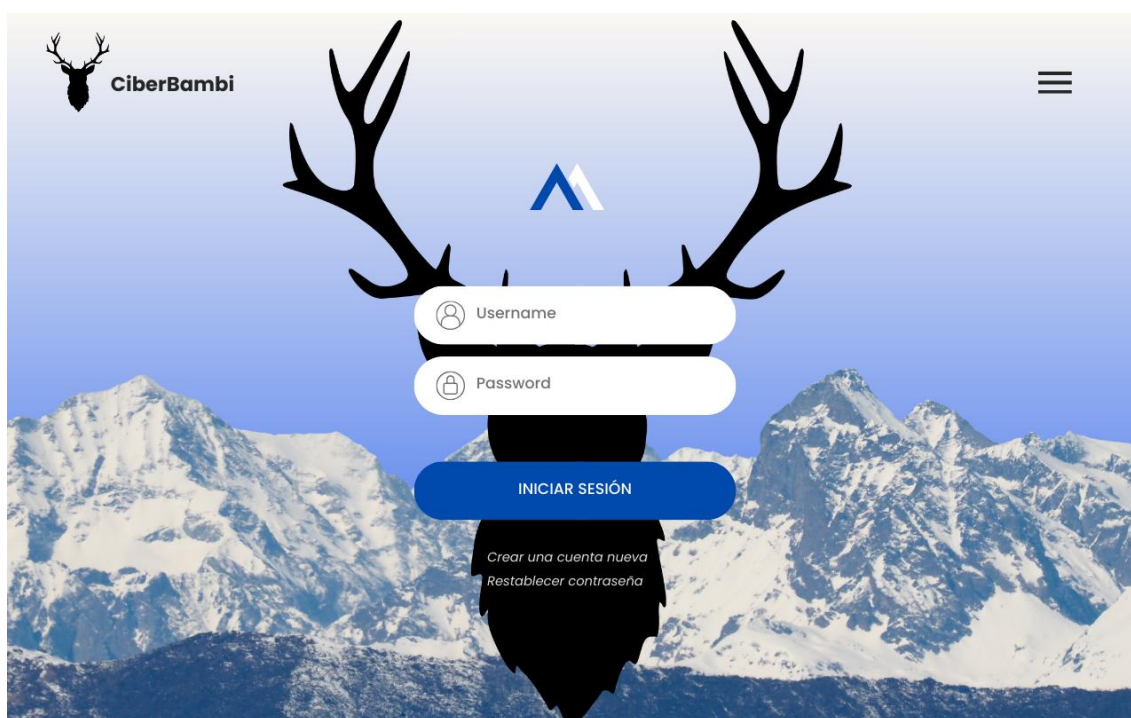 CiberBambi
Username
Password
INICIAR SESIÓN
Crear una cuenta nueva
Restablecer contraseña